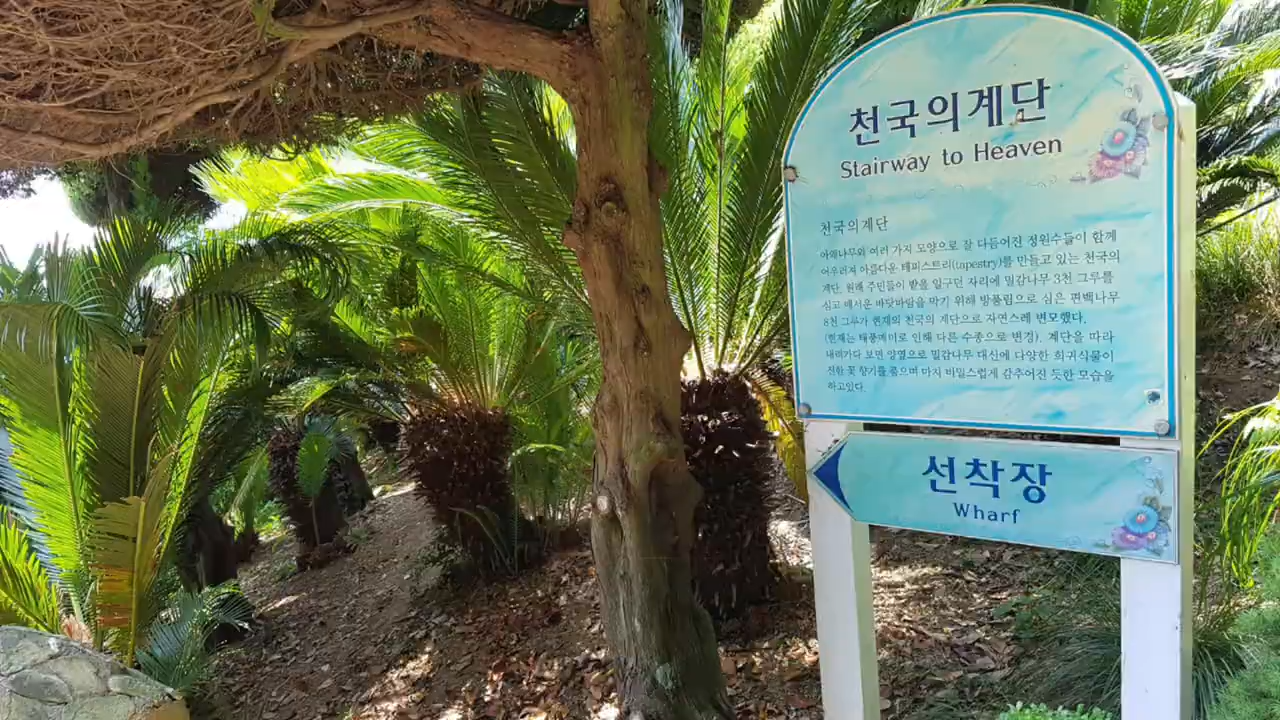 천국의계단
Stairway to Heaven
천국의계단
야와나무와 여러 가지 모양으로 잘 다듬어진 정원수들이 함께
어우러져 아름다운 태피스트리(tapestry)를 만들고 있는 천국의
계단. 원래 주민들이 밭을 일구던 자리에 밀감나무 3천 그루를
심고 매서운 바닷바람을 막기 위해 방풍림으로 심은 편백나무
8천 그루가 현재의 천국의 계단으로 자연스레 변모했다.
(현재는 태풍매미로 인해 다른 수종으로 변경). 계단을 따라
내려가다 보면 양옆으로 밀감나무 대신에 다양한 희귀식물이
진한 꽃 향기를 품으며 마치 비밀스럽게 감추어진 듯한 모습을
하고있다.
선착장
Wharf